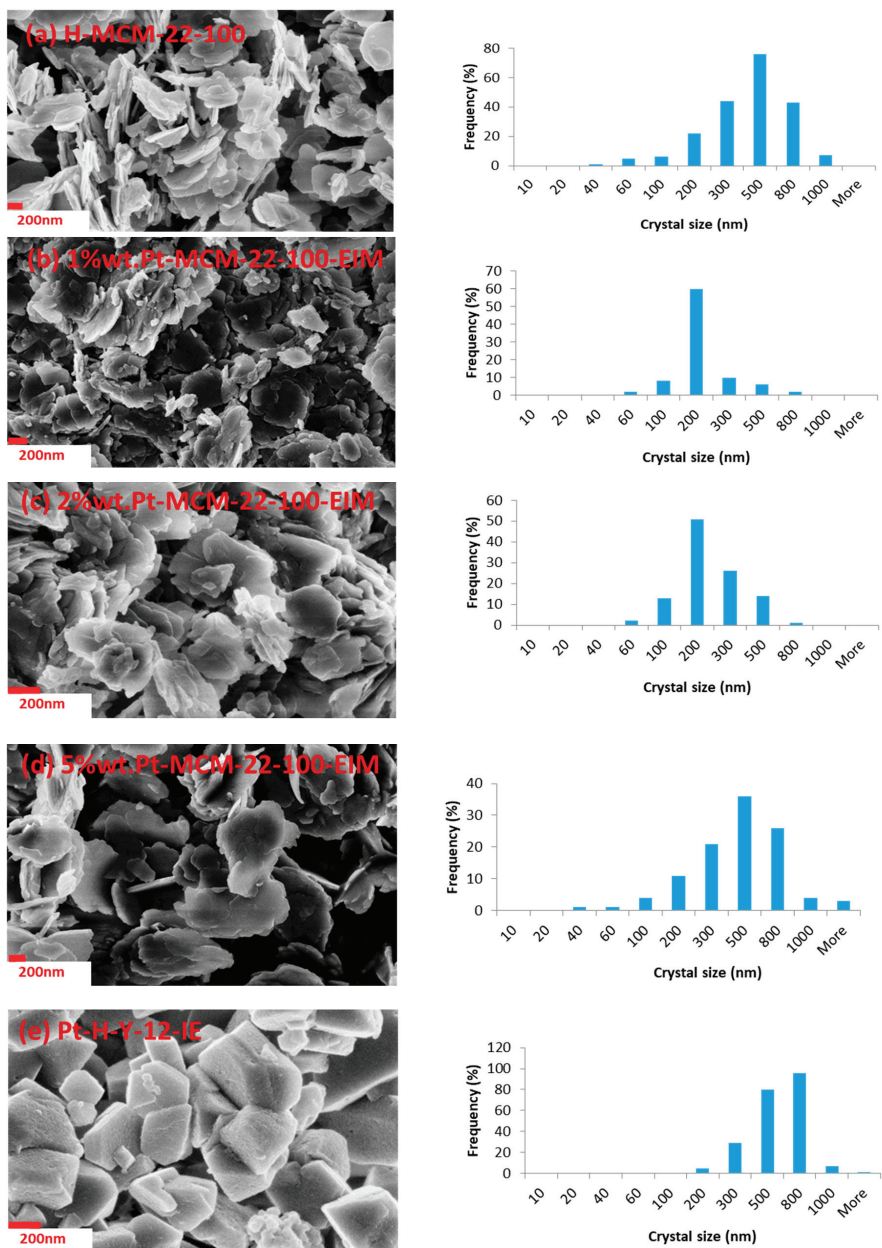 (a) H-MCM-22-100
200nm
Frequency (%)
80
60
40
20
0
10 20 40 60 100 200 300 500 800 1000 More
Crystal size (nm)
(b) 1%wt.Pt-MCM-22-100-EIM
200nm
Frequency (%)
70
60
50
40
30
20
10
0
10 20 40 60 100 200 300 500 800 1000 More
Crystal size (nm)
(c) 2%wt.Pt-MCM-22-100-EIM
200nm
Frequency (%)
60
50
40
30
20
10
0
10 20 40 60 100 200 300 500 800 1000 More
Crystal size (nm)
(d) 5%wt.Pt-MCM-22-100-EIM
200nm
Frequency (%)
40
30
20
10
0
10 20 40 60 100 200 300 500 800 1000 More
Crystal size (nm)
(e) Pt-H-Y-12-IE
200nm
Frequency (%)
120
100
80
60
40
20
0
10 20 40 60 100 200 300 500 800 1000 More
Crystal size (nm)